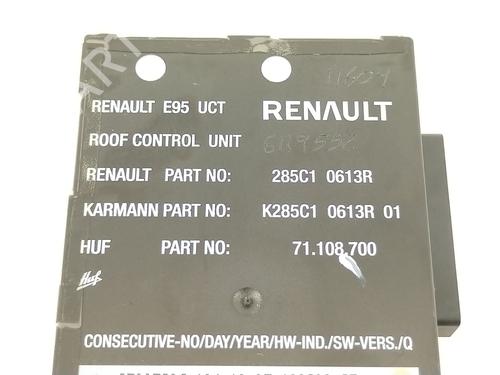 RENAULT E95 UCT RENAULT
ROOF CONTROL UNIT
RENAULT PART NO: 285C1 0613R
KARMANN PART NO: K285C1 0613R 01
HUF PART NO: 71.108.700
Huf
CONSECUTIVE-NO/DAY/YEAR/HW-IND./SW-VERS./Q